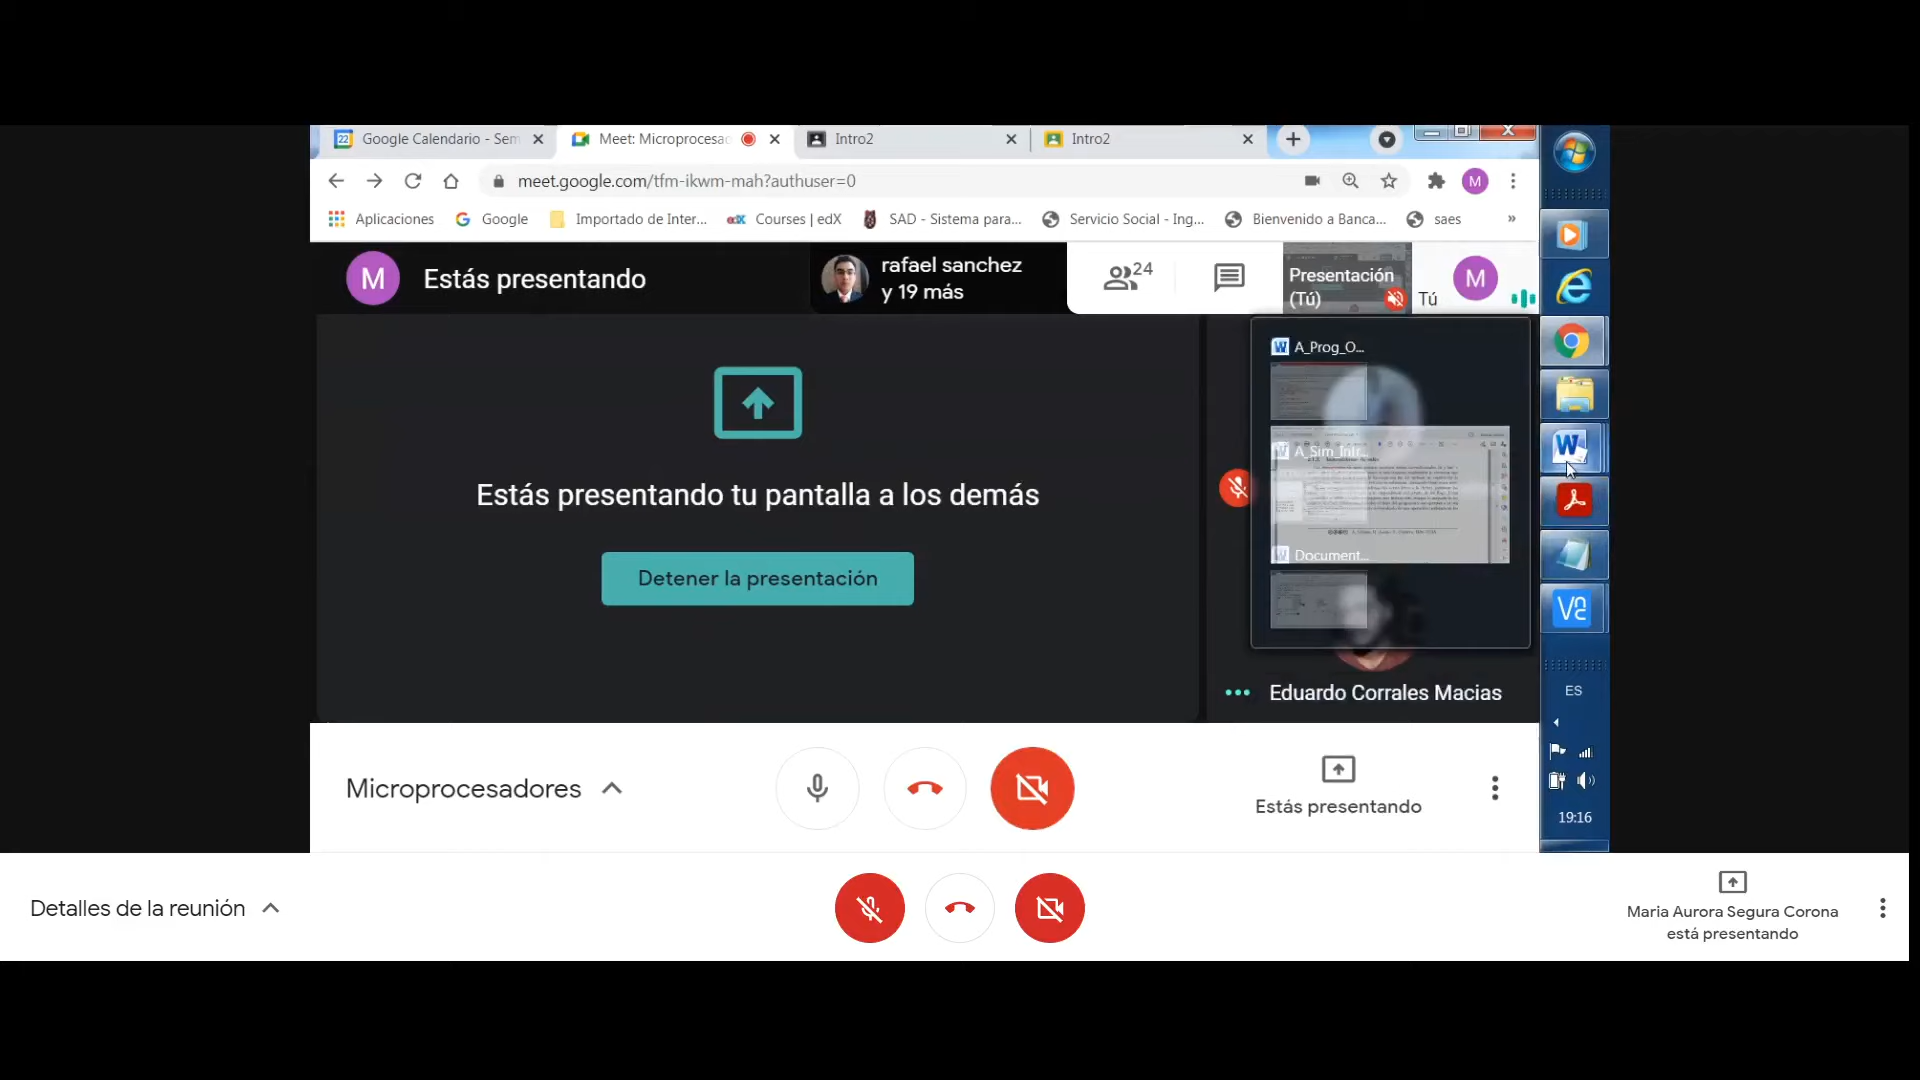 Google Calendario - Sem
Meet: Microprocesad
Intro2
Intro2
meet.google.com/tfm-ikwm-mah?authuser=0
M
Aplicaciones
Google
Importado de Inter...
edX
Courses | edX
SAD - Sistema para...
Servicio Social - Ing...
Bienvenido a Banca...
saes
»
M
Estás presentando
rafael sanchez
y 19 más
24
Presentación
(Tú)
Tú
M
A_Prog_O...
A_Sim_Intr...
Document...
Estás presentando tu pantalla a los demás
Detener la presentación
Eduardo Corrales Macias
ES
19:16
Microprocesadores
Estás presentando
Detalles de la reunión
Maria Aurora Segura Corona
está presentando